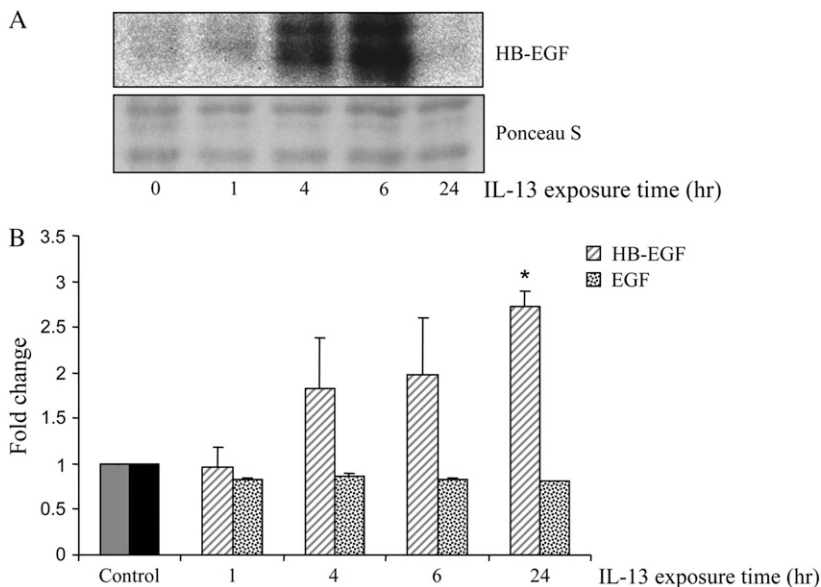 A
HB-EGF
Ponceau S
0 1 4 6 24 IL-13 exposure time (hr)
B
3.5
3
2.5
2
1.5
1
0.5
0
Fold change
*
HB-EGF
EGF
Control 1 4 6 24 IL-13 exposure time (hr)